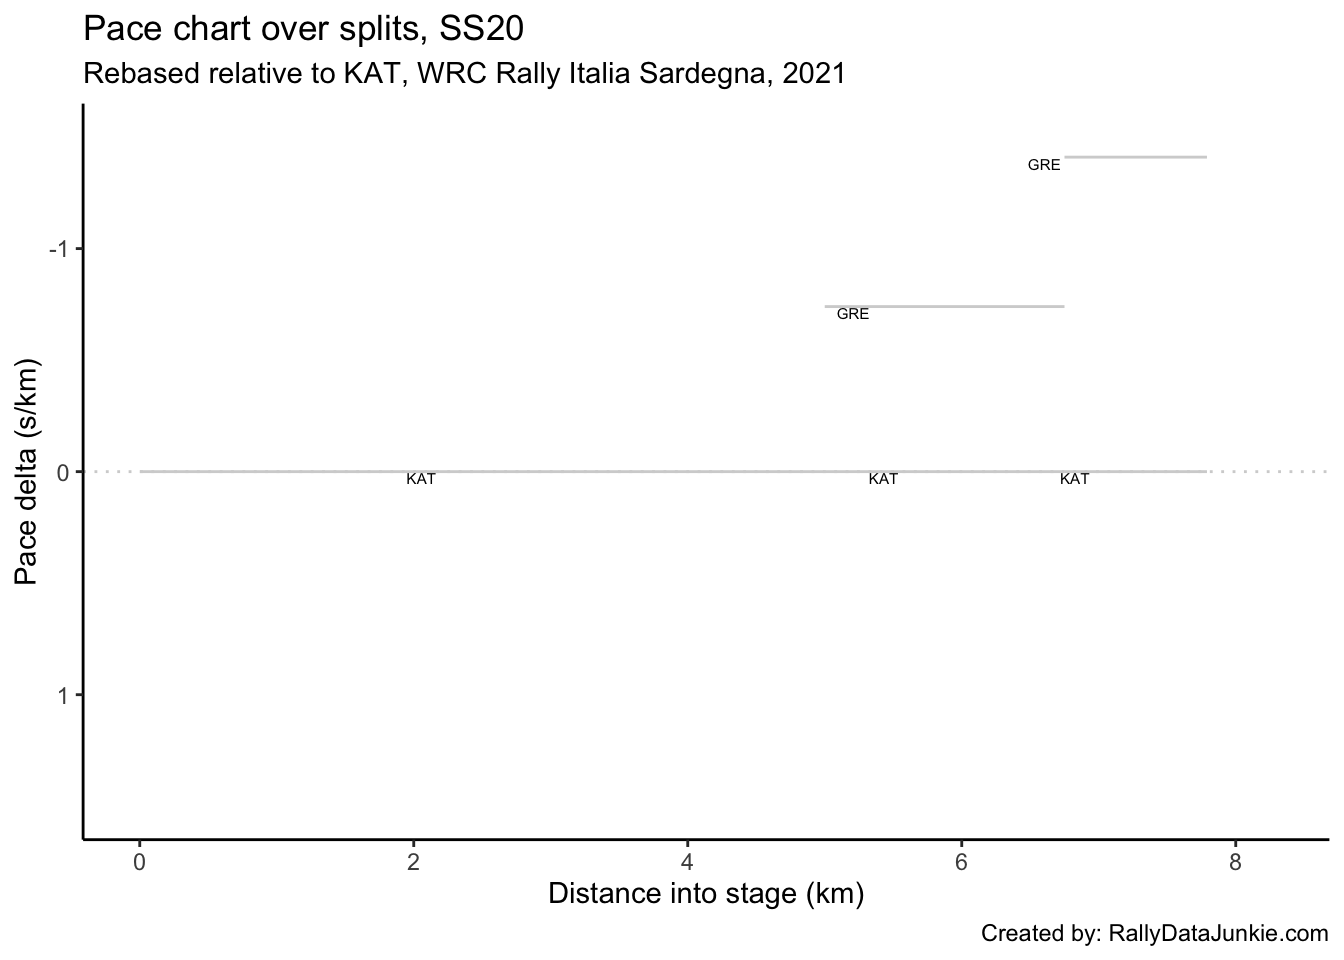 Pace chart over splits, SS20
Rebased relative to KAT, WRC Rally Italia Sardegna, 2021
GRE
-1
GRE
Pace delta (s/km)
0
KAT KAT KAT
1
0 2 4 6 8
Distance into stage (km)
Created by: RallyDataJunkie.com